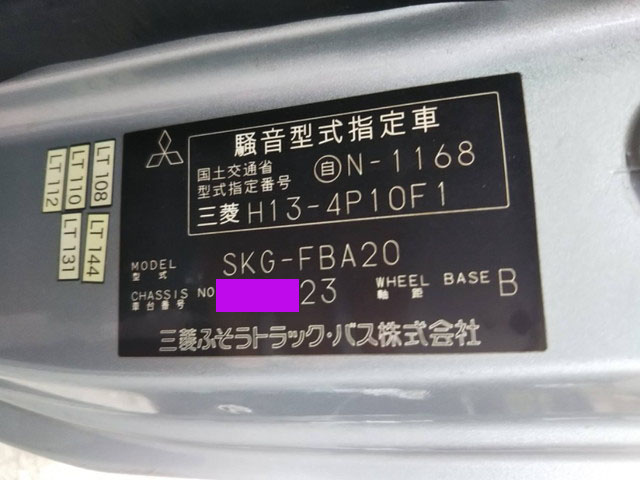 騒音型式指定車
国土交通省
型式指定番号
自N-1168
三菱 H13-4P10F1
MODEL
型式
SKG-FBA20
CHASSIS NO
車台番号
23
WHEEL BASE
軸距
B
三菱ふそうトラック・バス株式会社
LT 108
LT 110
LT 112
LT 144
LT 131